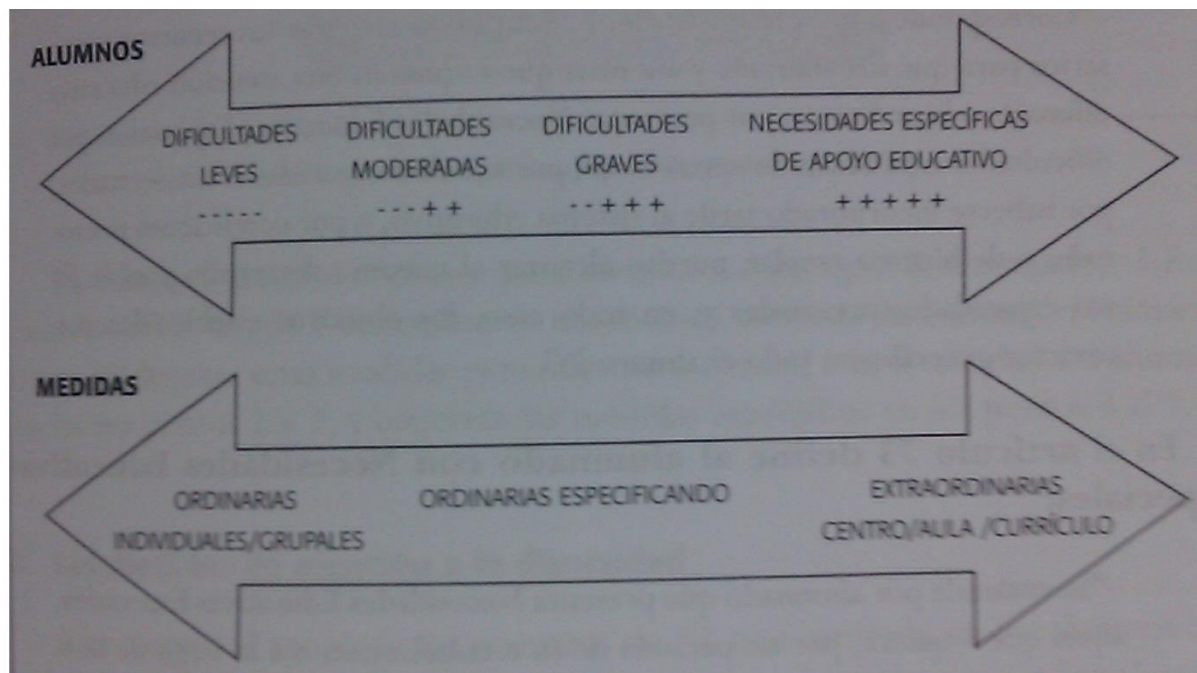 ALUMNOS
DIFICULTADES DIFICULTADES DIFICULTADES NECESIDADES ESPECÍFICAS
LEVES MODERADAS GRAVES DE APOYO EDUCATIVO
- - - - - - - - + + - - + + + + + + + +
MEDIDAS
ORDINARIAS ORDINARIAS ESPECIFICANDO EXTRAORDINARIAS
INDIVIDUALES/GRUPALES CENTRO/AULA /CURRÍCULO